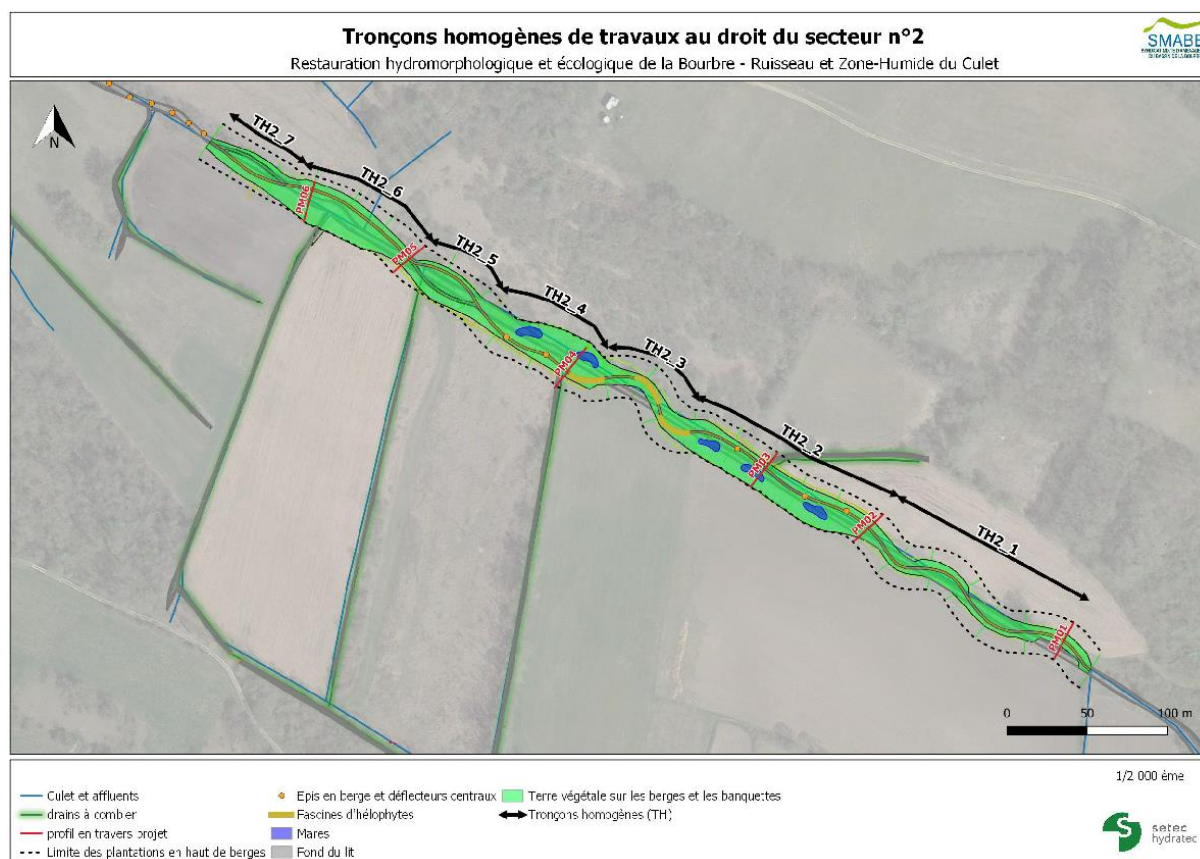 Tronçons homogènes de travaux au droit du secteur n°2
Restauration hydromorphologique et écologique de la Bourbre - Ruisseau et Zone-Humide du Culet
SMABB
N
TH2_7
TH2_6
TH2_5
TH2_4
TH2_3
TH2_2
TH2_1
PM06
PM05
PM04
PM03
PM02
PM01
0 50 100 m
1/2 000 ème
Culet et affluents
drains à combler
profil en travers projet
Limite des plantations en haut de berges
Epis en berge et déflecteurs centraux
Fascines d'hélophytes
Mares
Fond du lit
Terre végétale sur les berges et les banquettes
Tronçons homogènes (TH)
setec
hydratec